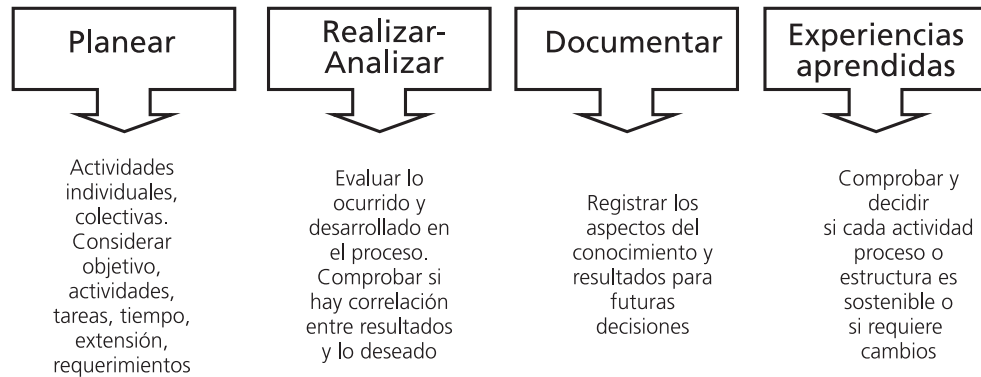 Planear
Realizar-
Analizar
Documentar
Experiencias
aprendidas
Actividades
individuales,
colectivas.
Considerar
objetivo,
actividades,
tareas, tiempo,
extensión,
requerimientos
Evaluar lo
ocurrido y
desarrollado en
el proceso.
Comprobar si
hay correlación
entre resultados
y lo deseado
Registrar los
aspectos del
conocimiento y
resultados para
futuras
decisiones
Comprobar y
decidir
si cada actividad
proceso o
estructura es
sostenible o
si requiere
cambios